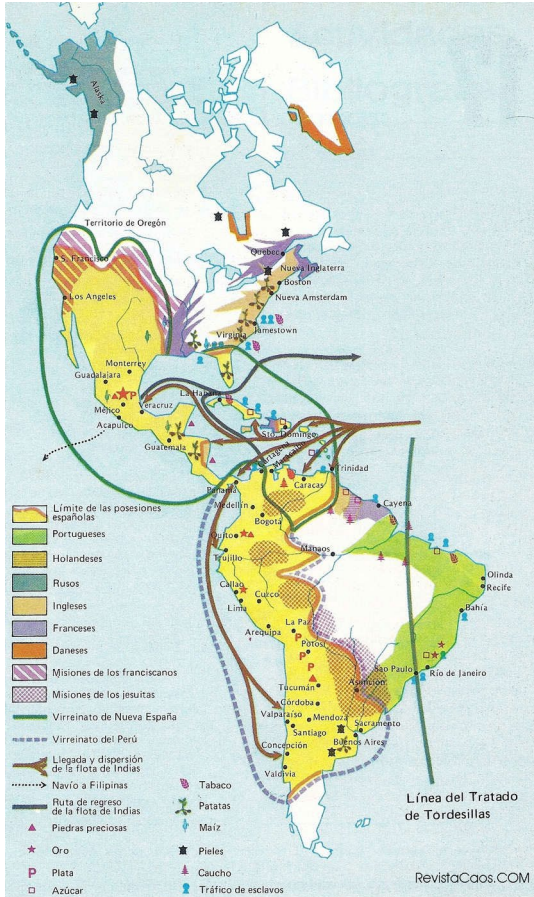 Alaska
Territorio de Oregón
S. Francisco
Los Angeles
Quebec
Nueva Inglaterra
Boston
Nueva Amsterdam
Virginia
Jamestown
Monterrey
Guadalajara
La Habana
P
Veracruz
Méjico
Acapulco
Sto. Domingo
Guatemala
Cartagena
Maracaibo
Trinidad
Panamá
Caracas
Cayena
Medellín
Bogotá
Quito
Manaos
Trujillo
Olinda
Recife
Callao
Cuzco
Lima
Bahía
Arequipa
La Paz
P
Potosí
P
P
Sao Paulo
Río de Janeiro
Asunción
Tucumán
Córdoba
Valparaíso
Mendoza
Sacramento
Santiago
Buenos Aires
Concepción
Valdivia
Límite de las posesiones
españolas
Portugueses
Holandeses
Rusos
Ingleses
Franceses
Daneses
Misiones de los franciscanos
Misiones de los jesuitas
Virreinato de Nueva España
Virreinato del Perú
Llegada y dispersión
de la flota de Indias
Navío a Filipinas
Ruta de regreso
de la flota de Indias
Piedras preciosas
Oro
P Plata
Azúcar
Tabaco
Patatas
Maíz
Pieles
Caucho
Tráfico de esclavos
Línea del Tratado
de Tordesillas
RevistaCaos.COM